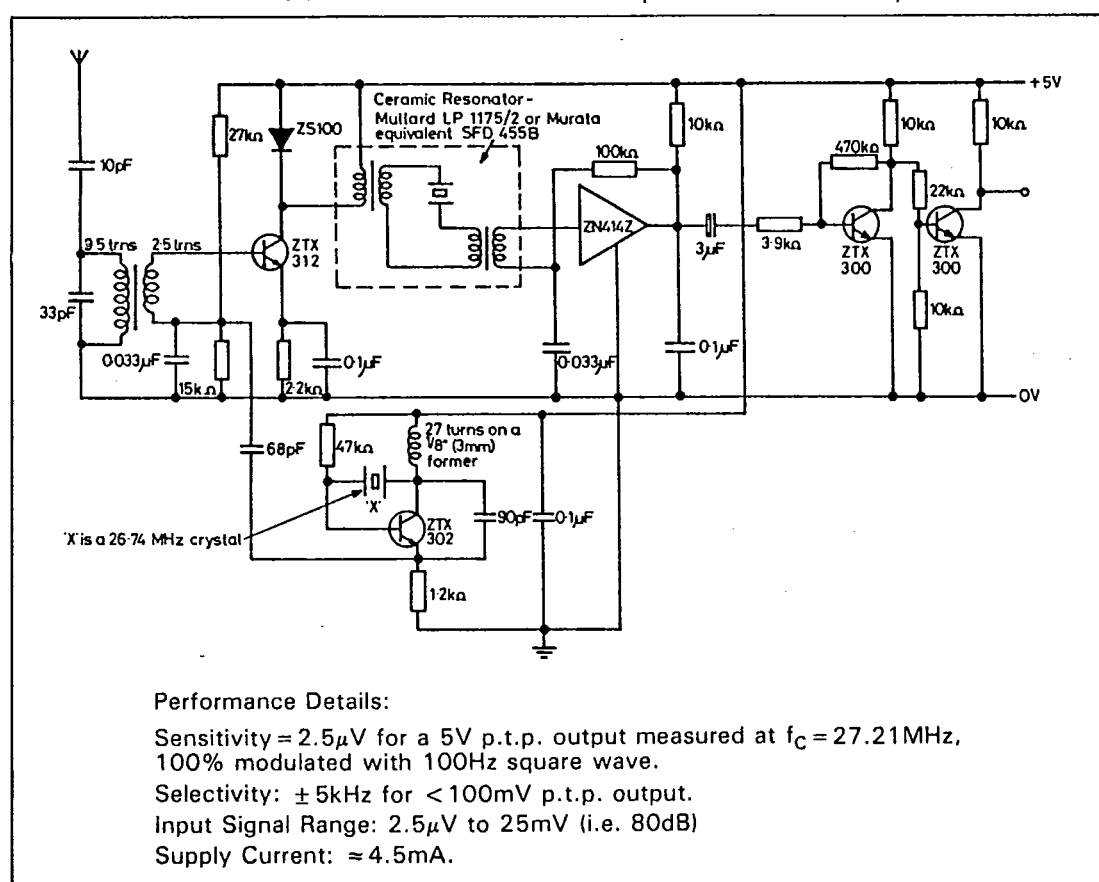 +5V
Ceramic Resonator-
Mullard LP 1175/2 or Murata
equivalent SFD 455B
27kΩ
ZS100
10kΩ
10kΩ
10kΩ
10pF
100kΩ
470kΩ
22kΩ
ZN414Z
9·5 trns
2·5 trns
ZTX
312
3μF
3·9kΩ
ZTX
300
ZTX
300
33pF
0·033μF
15kΩ
2·2kΩ
0·1μF
0·033μF
0·1μF
10kΩ
0V
68pF
47kΩ
27 turns on a
1/8" (3mm)
former
'X'
90pF
0·1μF
'X' is a 26·74 MHz crystal
ZTX
302
1·2kΩ
Performance Details:
Sensitivity = 2.5μV for a 5V p.t.p. output measured at fC = 27.21MHz,
100% modulated with 100Hz square wave.
Selectivity: ± 5kHz for < 100mV p.t.p. output.
Input Signal Range: 2.5μV to 25mV (i.e. 80dB)
Supply Current: ≈ 4.5mA.